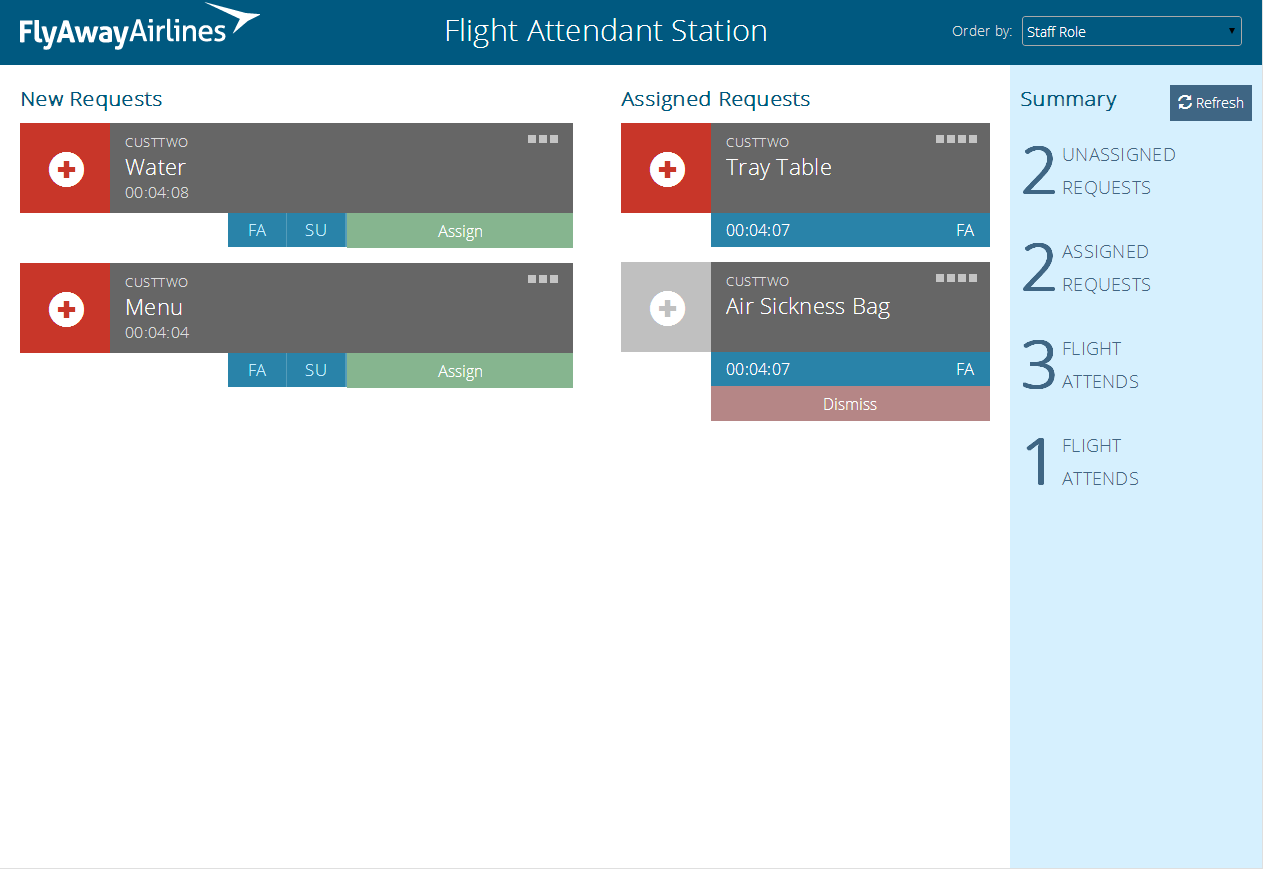 FlyAwayAirlines
Flight Attendant Station
Order by: Staff Role
New Requests
CUSTTWO
Water
00:04:08
FA SU Assign
CUSTTWO
Menu
00:04:04
FA SU Assign
Assigned Requests
CUSTTWO
Tray Table
00:04:07 FA
CUSTTWO
Air Sickness Bag
00:04:07 FA
Dismiss
Summary
Refresh
2 UNASSIGNED
REQUESTS
2 ASSIGNED
REQUESTS
3 FLIGHT
ATTENDS
1 FLIGHT
ATTENDS